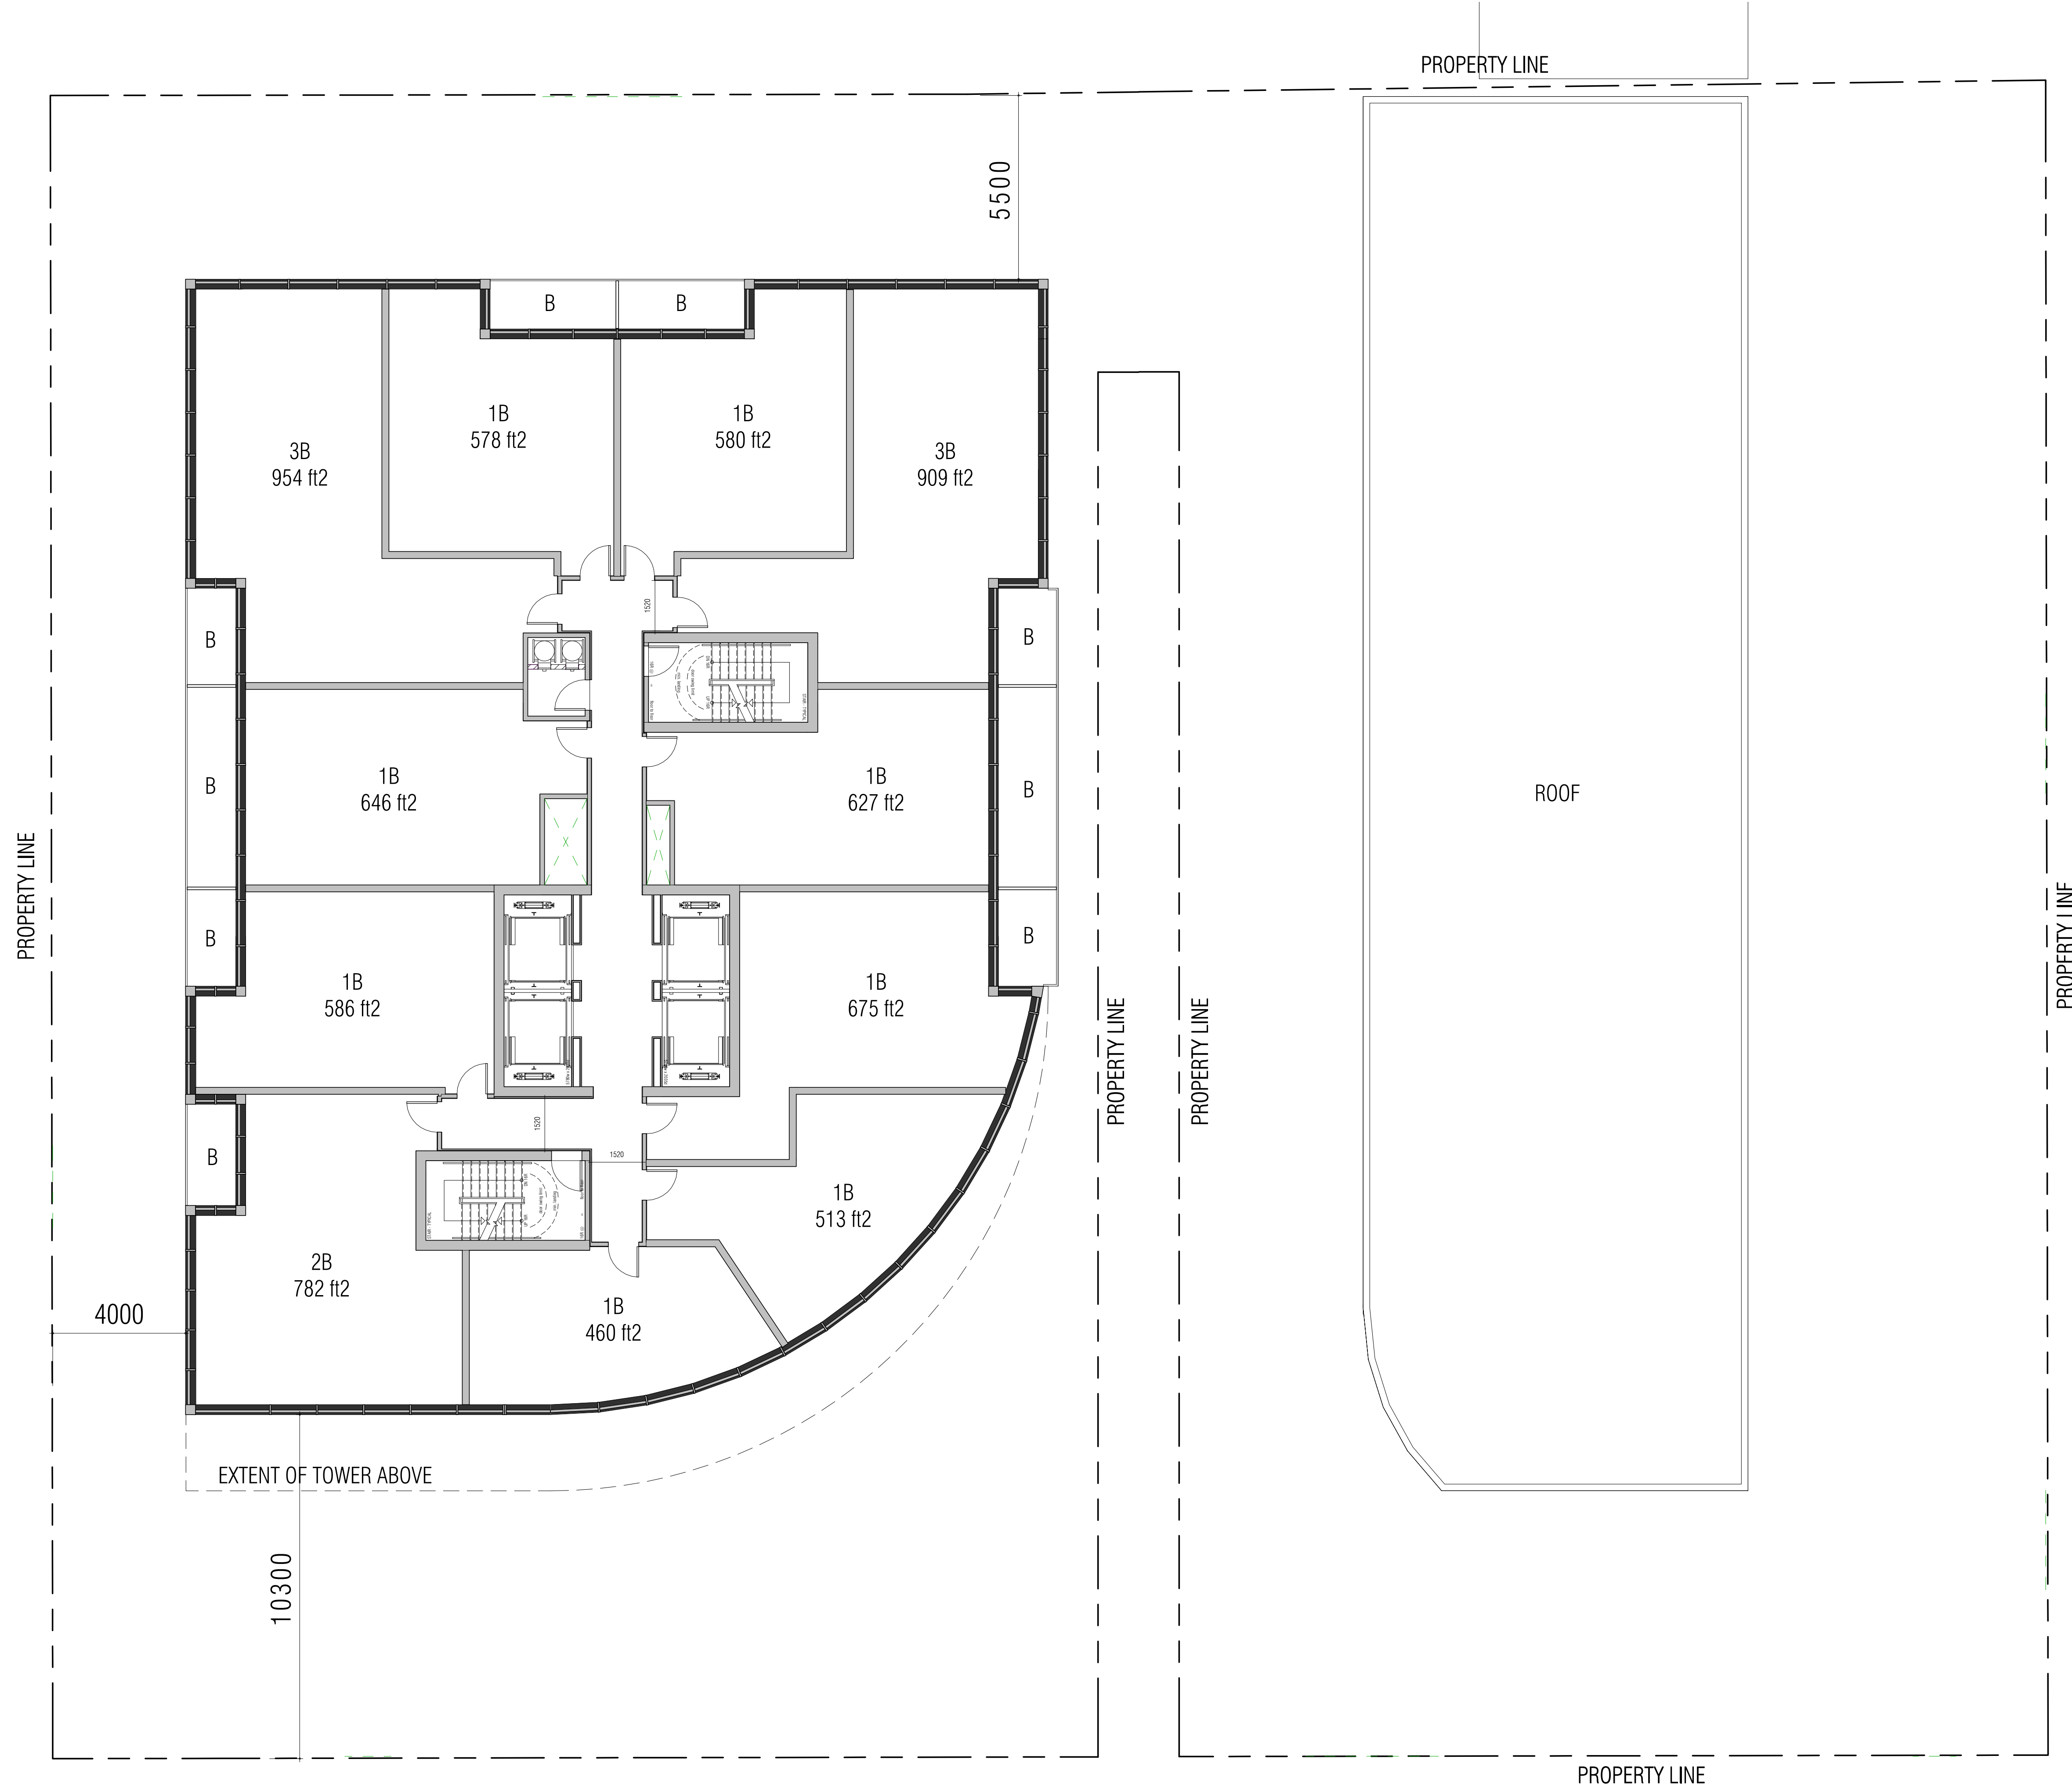 PROPERTY LINE
5500
B
B
1B
578 ft2
1B
580 ft2
3B
954 ft2
3B
909 ft2
1520
B
B
1B
646 ft2
1B
627 ft2
B
B
ROOF
PROPERTY LINE
PROPERTY LINE
B
B
1B
586 ft2
1B
675 ft2
PROPERTY LINE
PROPERTY LINE
1520
1520
B
1B
513 ft2
2B
782 ft2
1B
460 ft2
4000
EXTENT OF TOWER ABOVE
10300
PROPERTY LINE